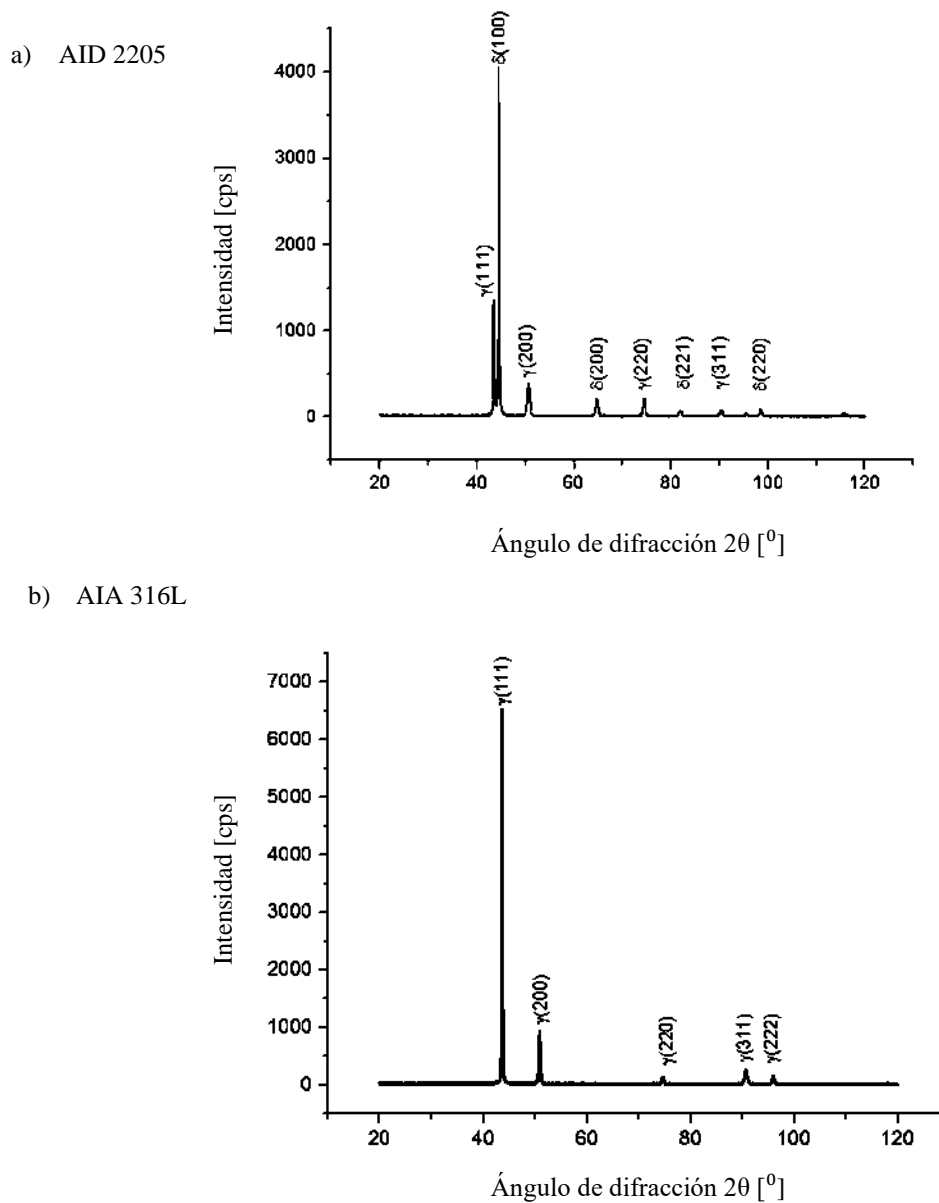 a) AID 2205
δ(100)
4000
3000
2000
1000
0
Intensidad [cps]
γ(111)
γ(200)
δ(200)
γ(220)
δ(221)
γ(311)
δ(220)
20 40 60 80 100 120
Ángulo de difracción 2θ [⁰]
b) AIA 316L
7000
6000
5000
4000
3000
2000
1000
0
Intensidad [cps]
γ(111)
γ(200)
γ(220)
γ(311)
γ(222)
20 40 60 80 100 120
Ángulo de difracción 2θ [⁰]